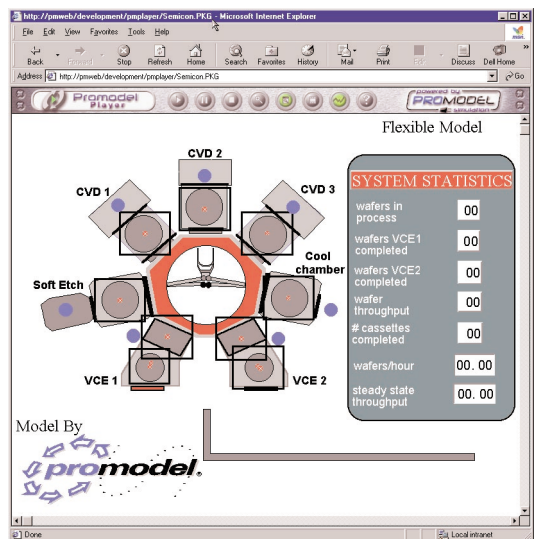 http://pmweb/development/pmplayer/Semicon.PKG - Microsoft Internet Explorer
File Edit View Favorites Tools Help
Back Forward Stop Refresh Home Search Favorites History Mail Print Edit Discuss Dell Home
Address http://pmweb/development/pmplayer/Semicon.PKG Go
Promodel
Player
powered by
PROMODEL
simulation
Flexible Model
CVD 2
CVD 1
CVD 3
Cool
chamber
Soft Etch
VCE 1
VCE 2
SYSTEM STATISTICS
wafers in
process 00
wafers VCE1
completed 00
wafers VCE2
completed 00
wafer
throughput 00
# cassettes
completed 00
wafers/hour 00.00
steady state
throughput 00.00
Model By
promodel.
Done Local intranet